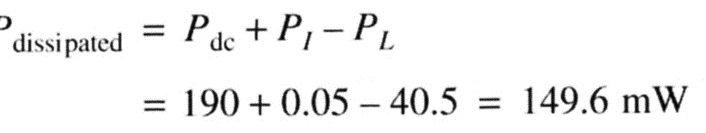 P_dissipated = P_dc + P_I – P_L
= 190 + 0.05 – 40.5 = 149.6 mW